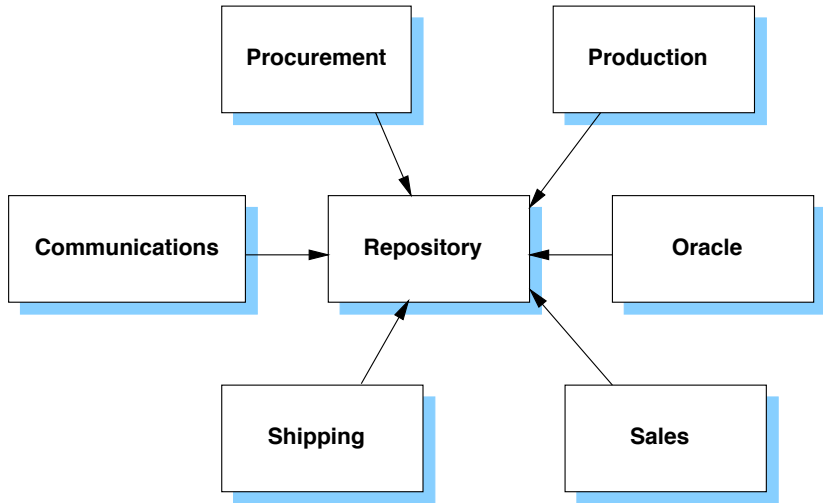 Procurement
Production
Communications
Repository
Oracle
Shipping
Sales